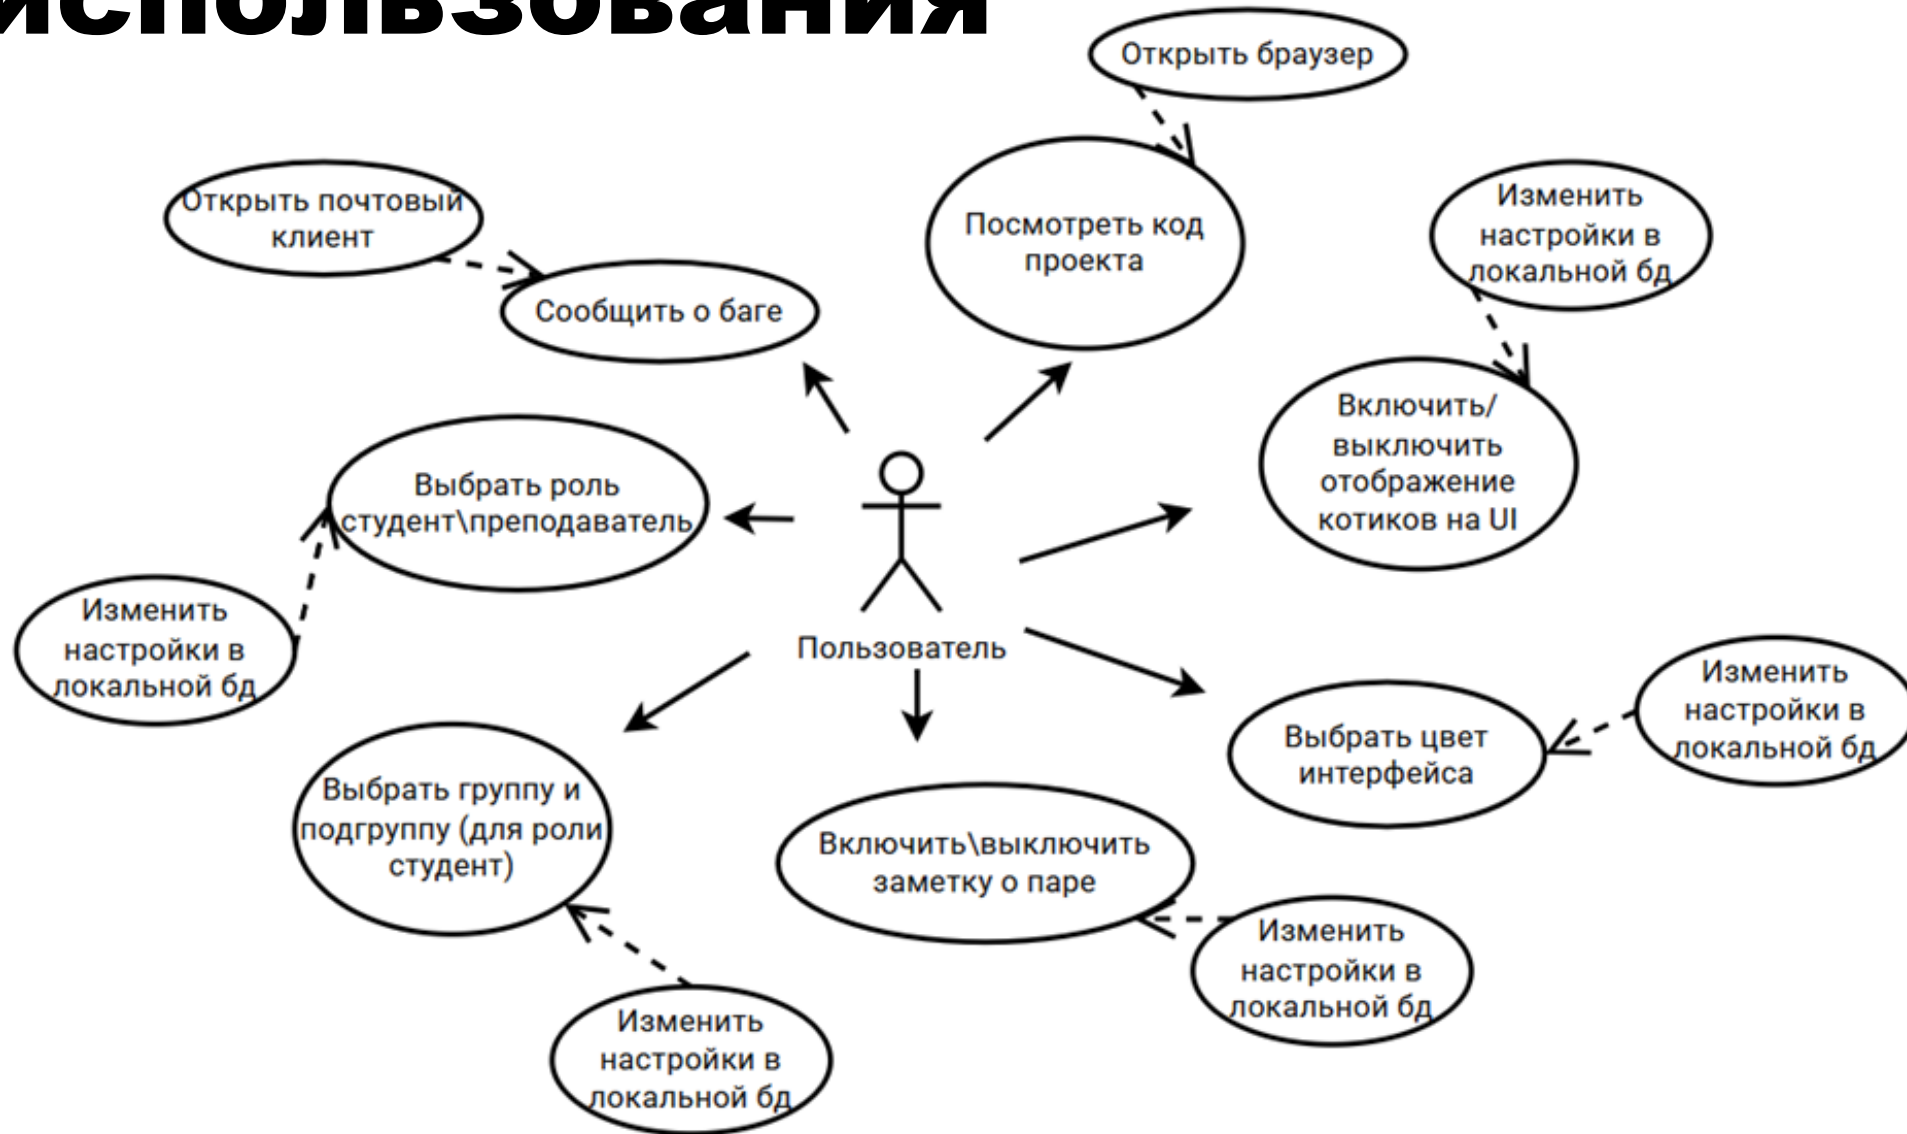 использования
Открыть браузер
Открыть почтовый
клиент
Посмотреть код
проекта
Изменить
настройки в
локальной бд
Сообщить о баге
Включить/
выключить
отображение
котиков на UI
Выбрать роль
студент\преподаватель
Изменить
настройки в
локальной бд
Пользователь
Изменить
настройки в
локальной бд
Выбрать цвет
интерфейса
Выбрать группу и
подгруппу (для роли
студент)
Включить\выключить
заметку о паре
Изменить
настройки в
локальной бд
Изменить
настройки в
локальной бд